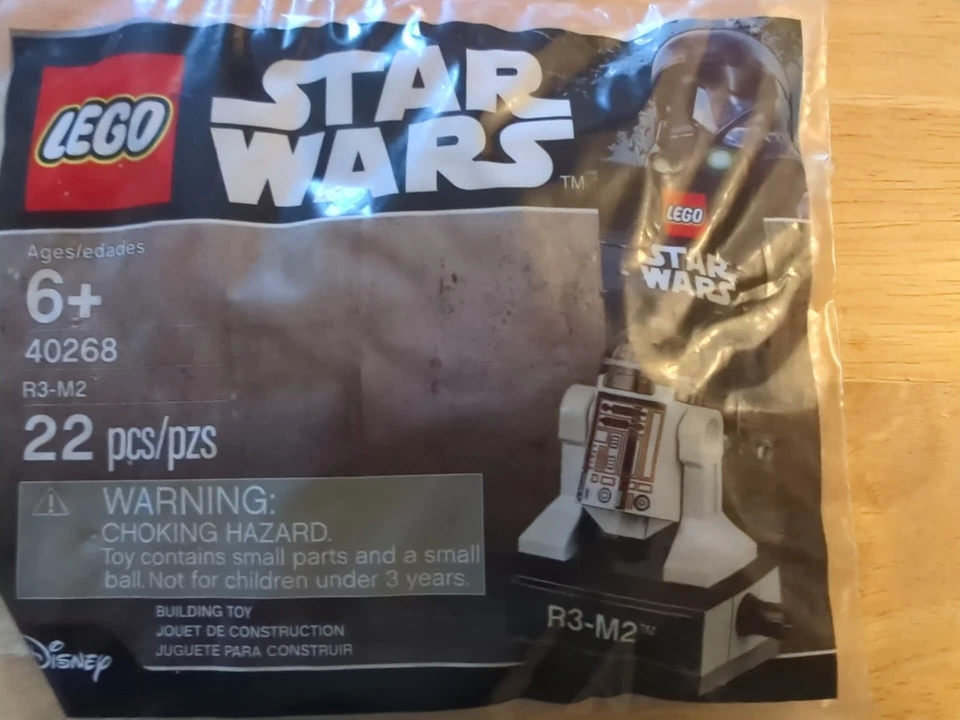 LEGO
STAR
WARS
TM
LEGO
STAR
WARS
Ages/edades
6+
40268
R3-M2™
22 pcs/pzs
WARNING:
CHOKING HAZARD.
Toy contains small parts and a small
ball. Not for children under 3 years.
BUILDING TOY
JOUET DE CONSTRUCTION
JUGUETE PARA CONSTRUIR
Disney
R3-M2™